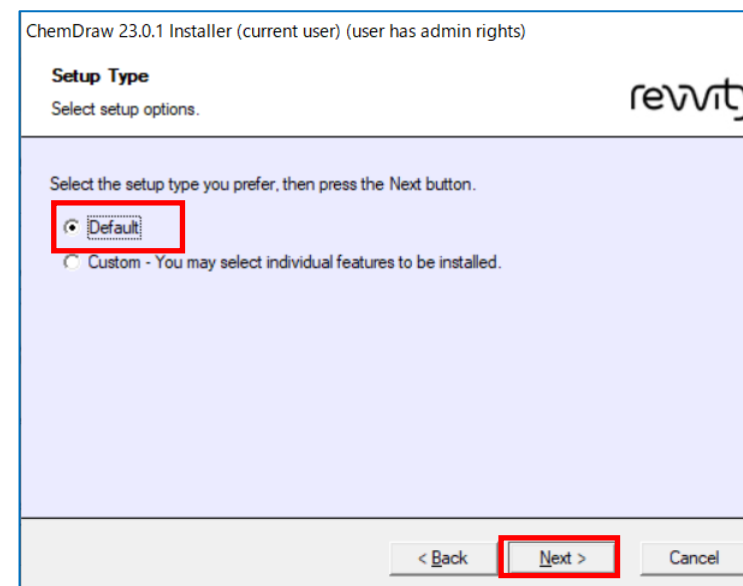 ChemDraw 23.0.1 Installer (current user) (user has admin rights)
Setup Type
Select setup options.
revvity
Select the setup type you prefer, then press the Next button.
Default
Custom - You may select individual features to be installed.
< Back Next > Cancel